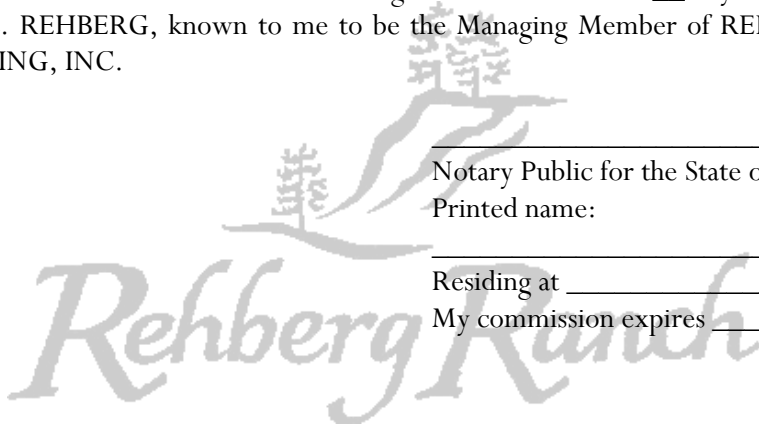 . REHBERG, known to me to be the Managing Member of
ING, INC.
Notary Public for the State
Printed name:
Residing at
My commission expires
Rehberg Ranch